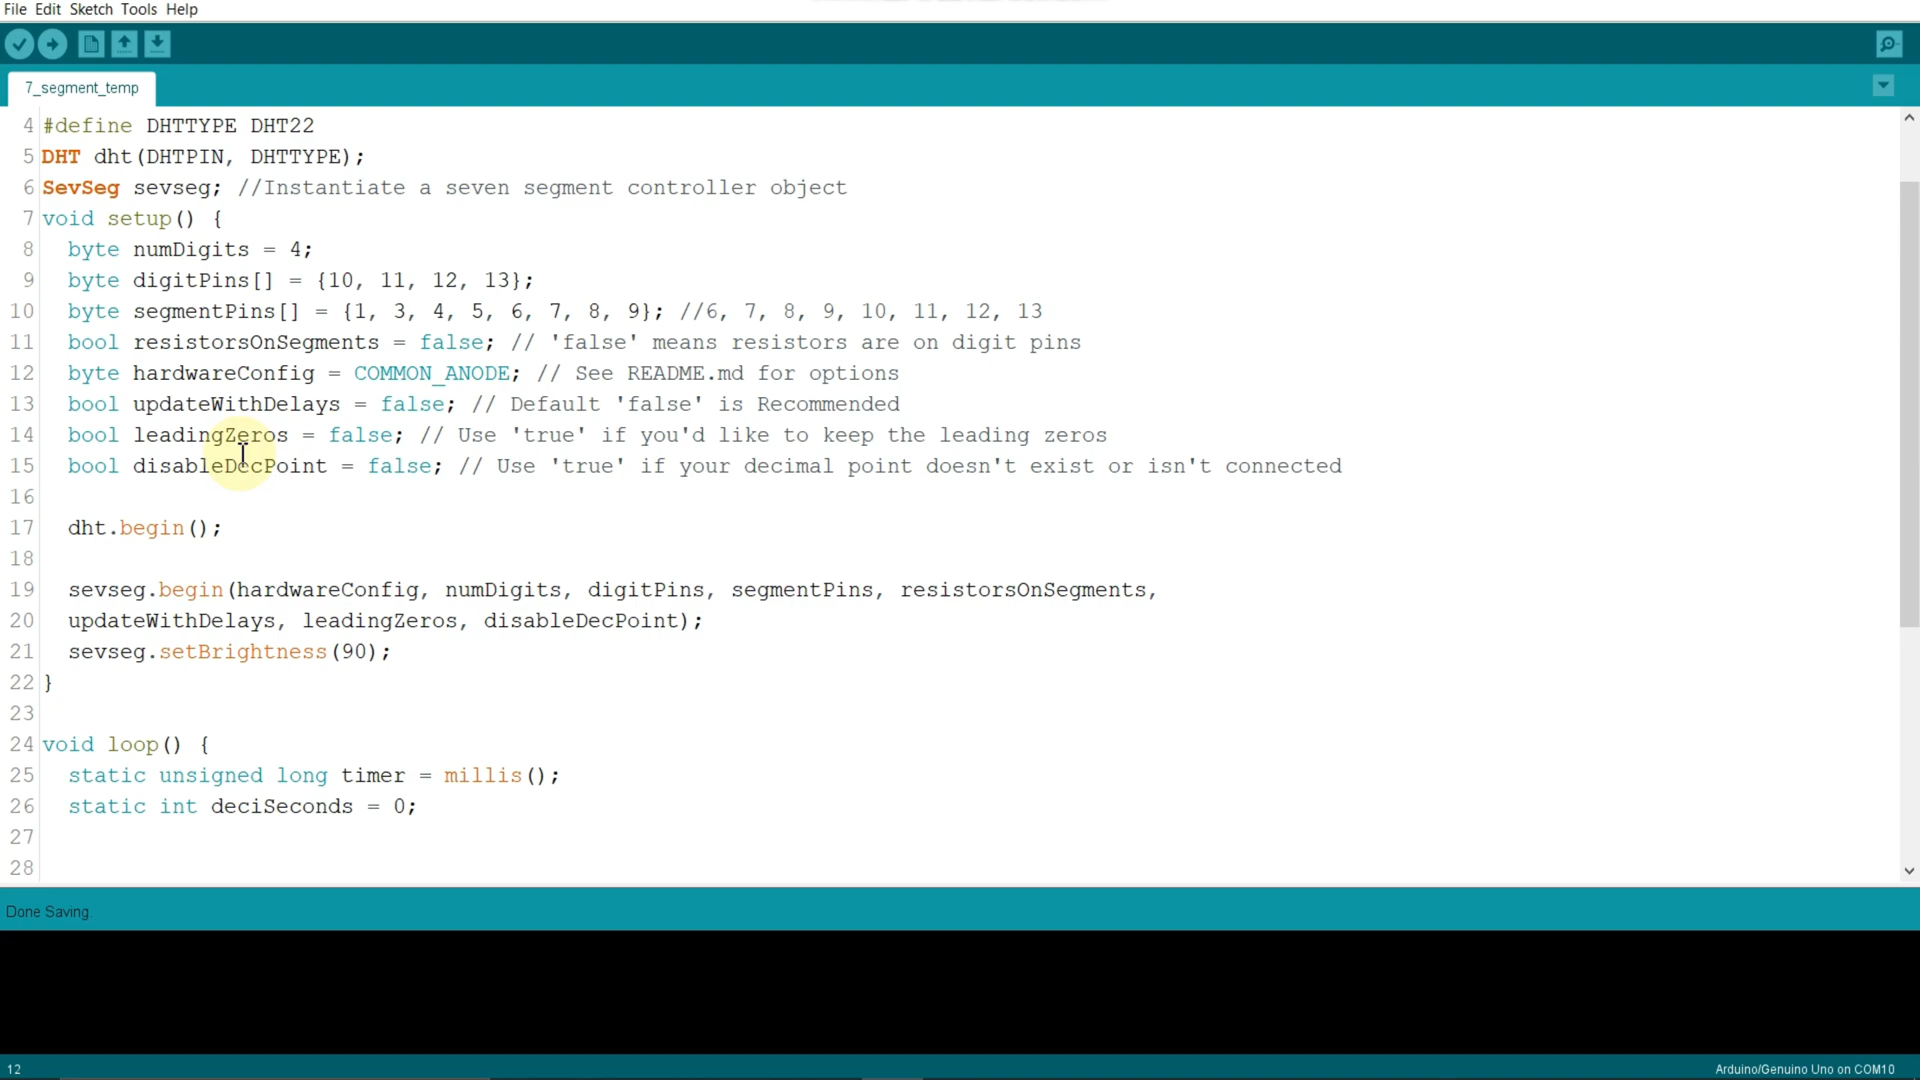 File Edit Sketch Tools Help
7_segment_temp
4 #define DHTTYPE DHT22
5 DHT dht(DHTPIN, DHTTYPE);
6 SevSeg sevseg; //Instantiate a seven segment controller object
7 void setup() {
8 byte numDigits = 4;
9 byte digitPins[] = {10, 11, 12, 13};
10 byte segmentPins[] = {1, 3, 4, 5, 6, 7, 8, 9}; //6, 7, 8, 9, 10, 11, 12, 13
11 bool resistorsOnSegments = false; // 'false' means resistors are on digit pins
12 byte hardwareConfig = COMMON_ANODE; // See README.md for options
13 bool updateWithDelays = false; // Default 'false' is Recommended
14 bool leadingZeros = false; // Use 'true' if you'd like to keep the leading zeros
15 bool disableDecPoint = false; // Use 'true' if your decimal point doesn't exist or isn't connected
16
17 dht.begin();
18
19 sevseg.begin(hardwareConfig, numDigits, digitPins, segmentPins, resistorsOnSegments,
20 updateWithDelays, leadingZeros, disableDecPoint);
21 sevseg.setBrightness(90);
22 }
23
24 void loop() {
25 static unsigned long timer = millis();
26 static int deciSeconds = 0;
27
28
Done Saving.
12 Arduino/Genuino Uno on COM10